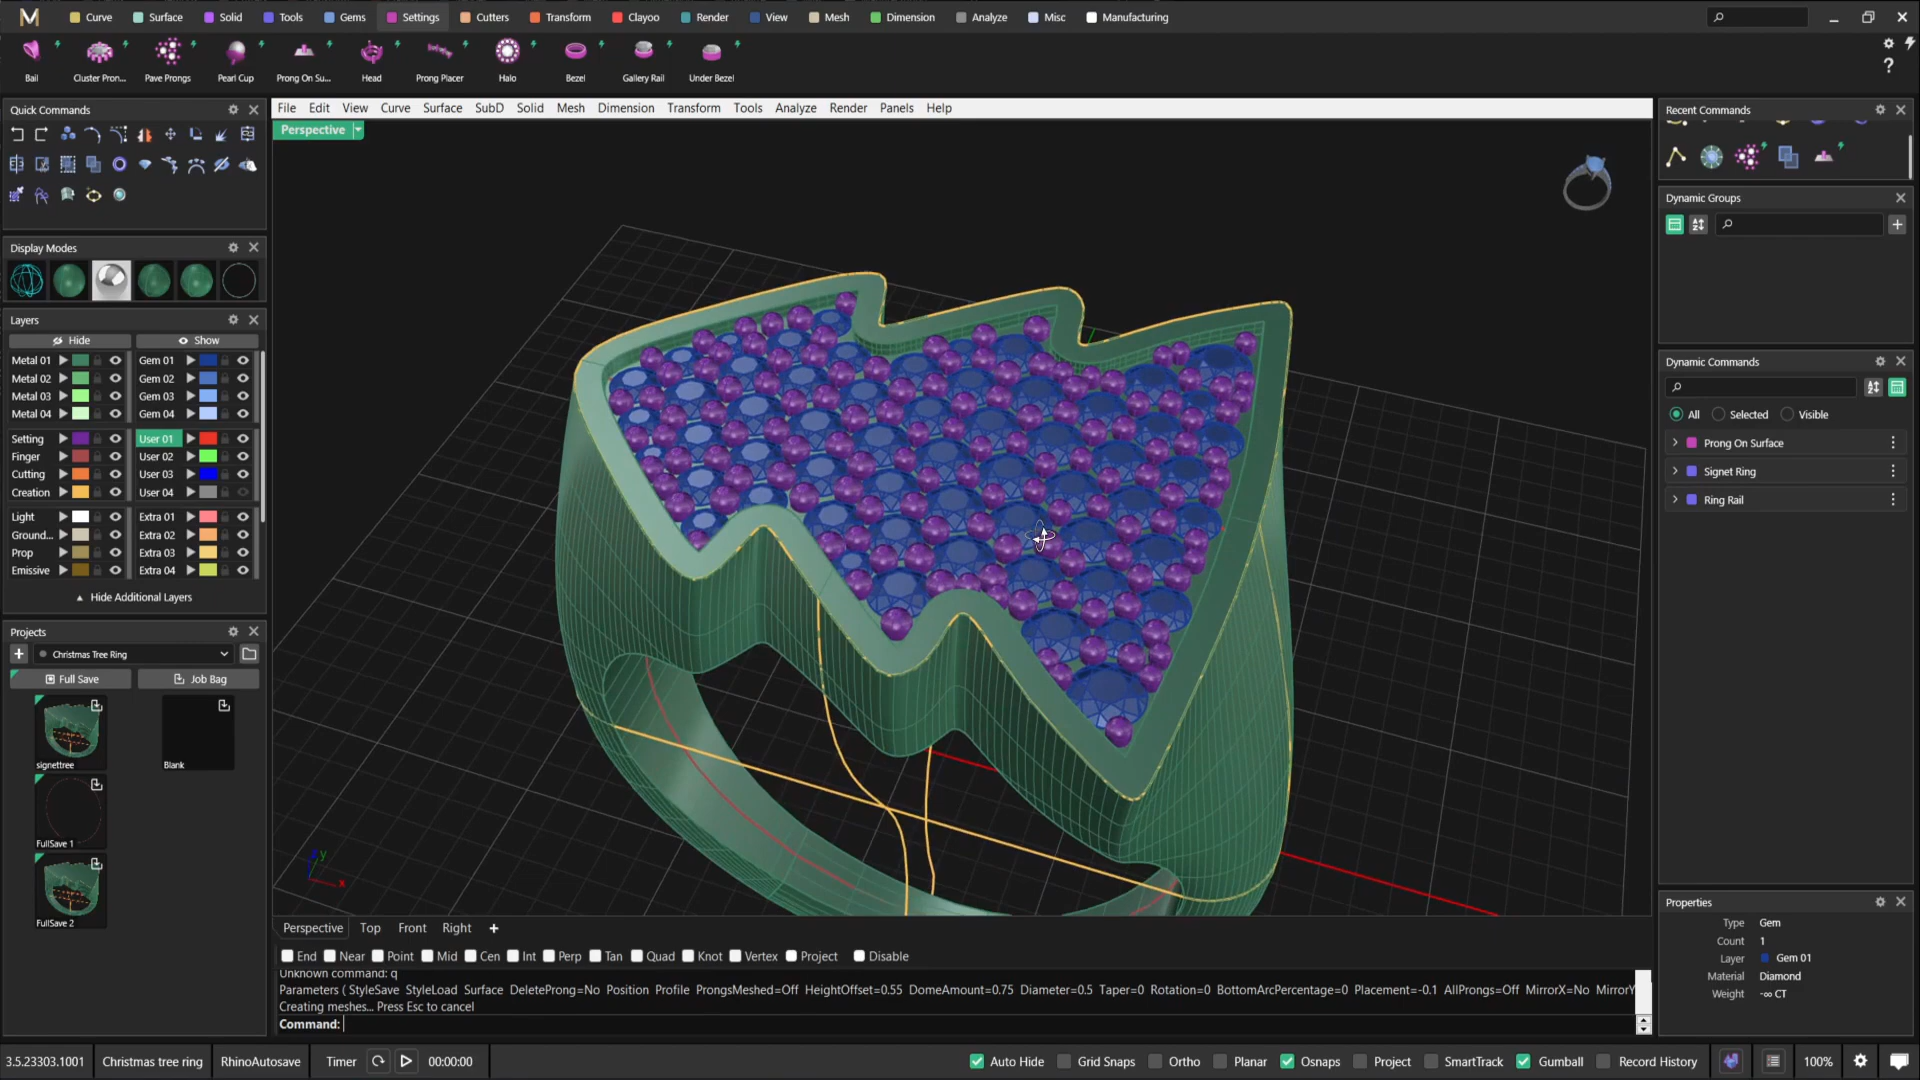 Curve Surface Solid Tools Gems Settings Cutters Transform Clayoo Render View Mesh Dimension Analyze Misc Manufacturing
Bail Cluster Pron... Pave Prongs Pearl Cup Prong On Su... Head Prong Placer Halo Bezel Gallery Rail Under Bezel
Quick Commands
File Edit View Curve Surface SubD Solid Mesh Dimension Transform Tools Analyze Render Panels Help
Perspective
Display Modes
Layers
Hide Show
Metal 01 Gem 01
Metal 02 Gem 02
Metal 03 Gem 03
Metal 04 Gem 04
Setting User 01
Finger User 02
Cutting User 03
Creation User 04
Light Extra 01
Ground... Extra 02
Prop Extra 03
Emissive Extra 04
Hide Additional Layers
Projects
Christmas Tree Ring
Full Save Job Bag
signettree Blank
FullSave 1
FullSave 2
y
x
Perspective Top Front Right
End Near Point Mid Cen Int Perp Tan Quad Knot Vertex Project Disable
Unknown command: q
Parameters ( StyleSave StyleLoad Surface DeleteProng=No Position Profile ProngsMeshed=Off HeightOffset=0.55 DomeAmount=0.75 Diameter=0.5 Taper=0 Rotation=0 BottomArcPercentage=0 Placement=-0.1 AllProngs=Off MirrorX=No MirrorY
Creating meshes... Press Esc to cancel
Command:
Recent Commands
Dynamic Groups
Dynamic Commands
All Selected Visible
Prong On Surface
Signet Ring
Ring Rail
Properties
Type Gem
Count 1
Layer Gem 01
Material Diamond
Weight -∞ CT
3.5.23303.1001 Christmas tree ring RhinoAutosave Timer 00:00:00 Auto Hide Grid Snaps Ortho Planar Osnaps Project SmartTrack Gumball Record History 100%